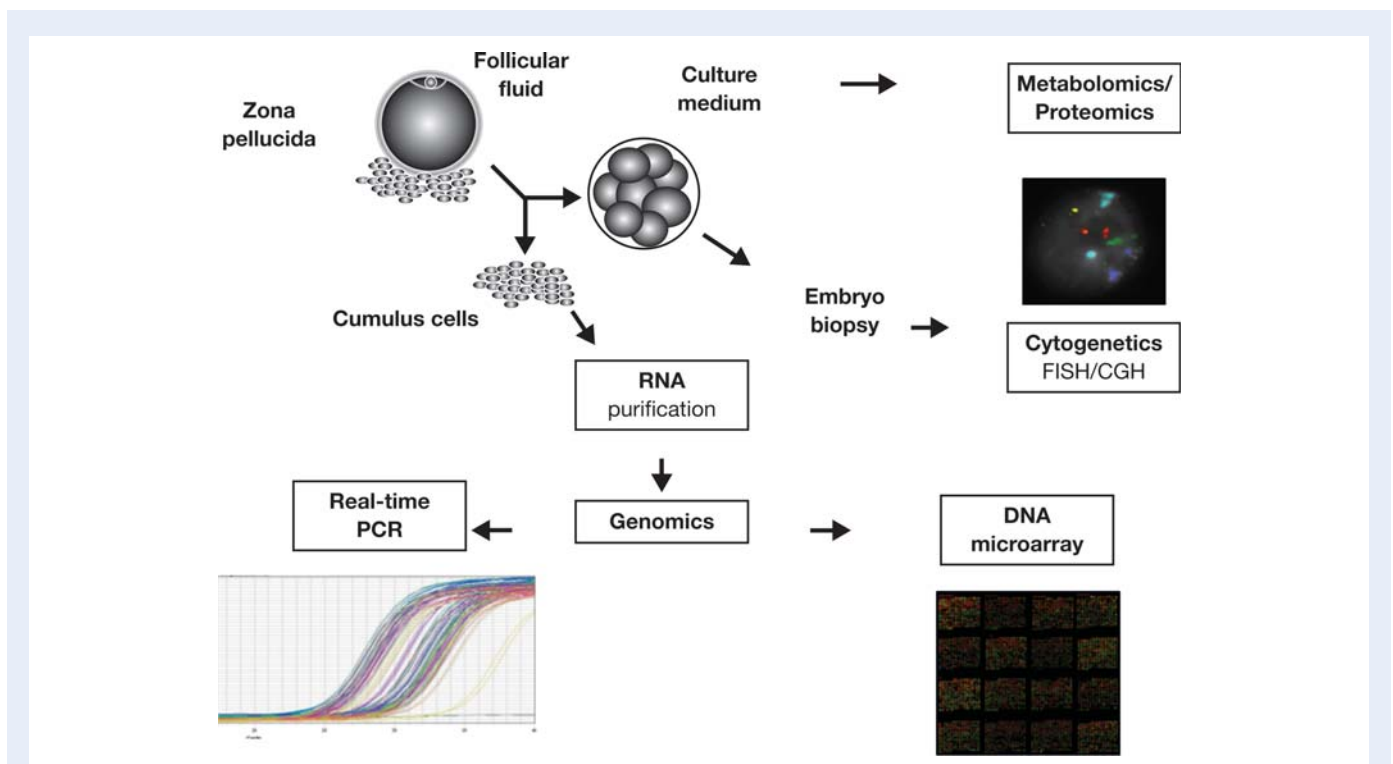 Follicular
fluid
Zona
pellucida
Culture
medium
Metabolomics/
Proteomics
Cumulus cells
Embryo
biopsy
Cytogenetics
FISH/CGH
RNA
purification
Real-time
PCR
Genomics
DNA
microarray